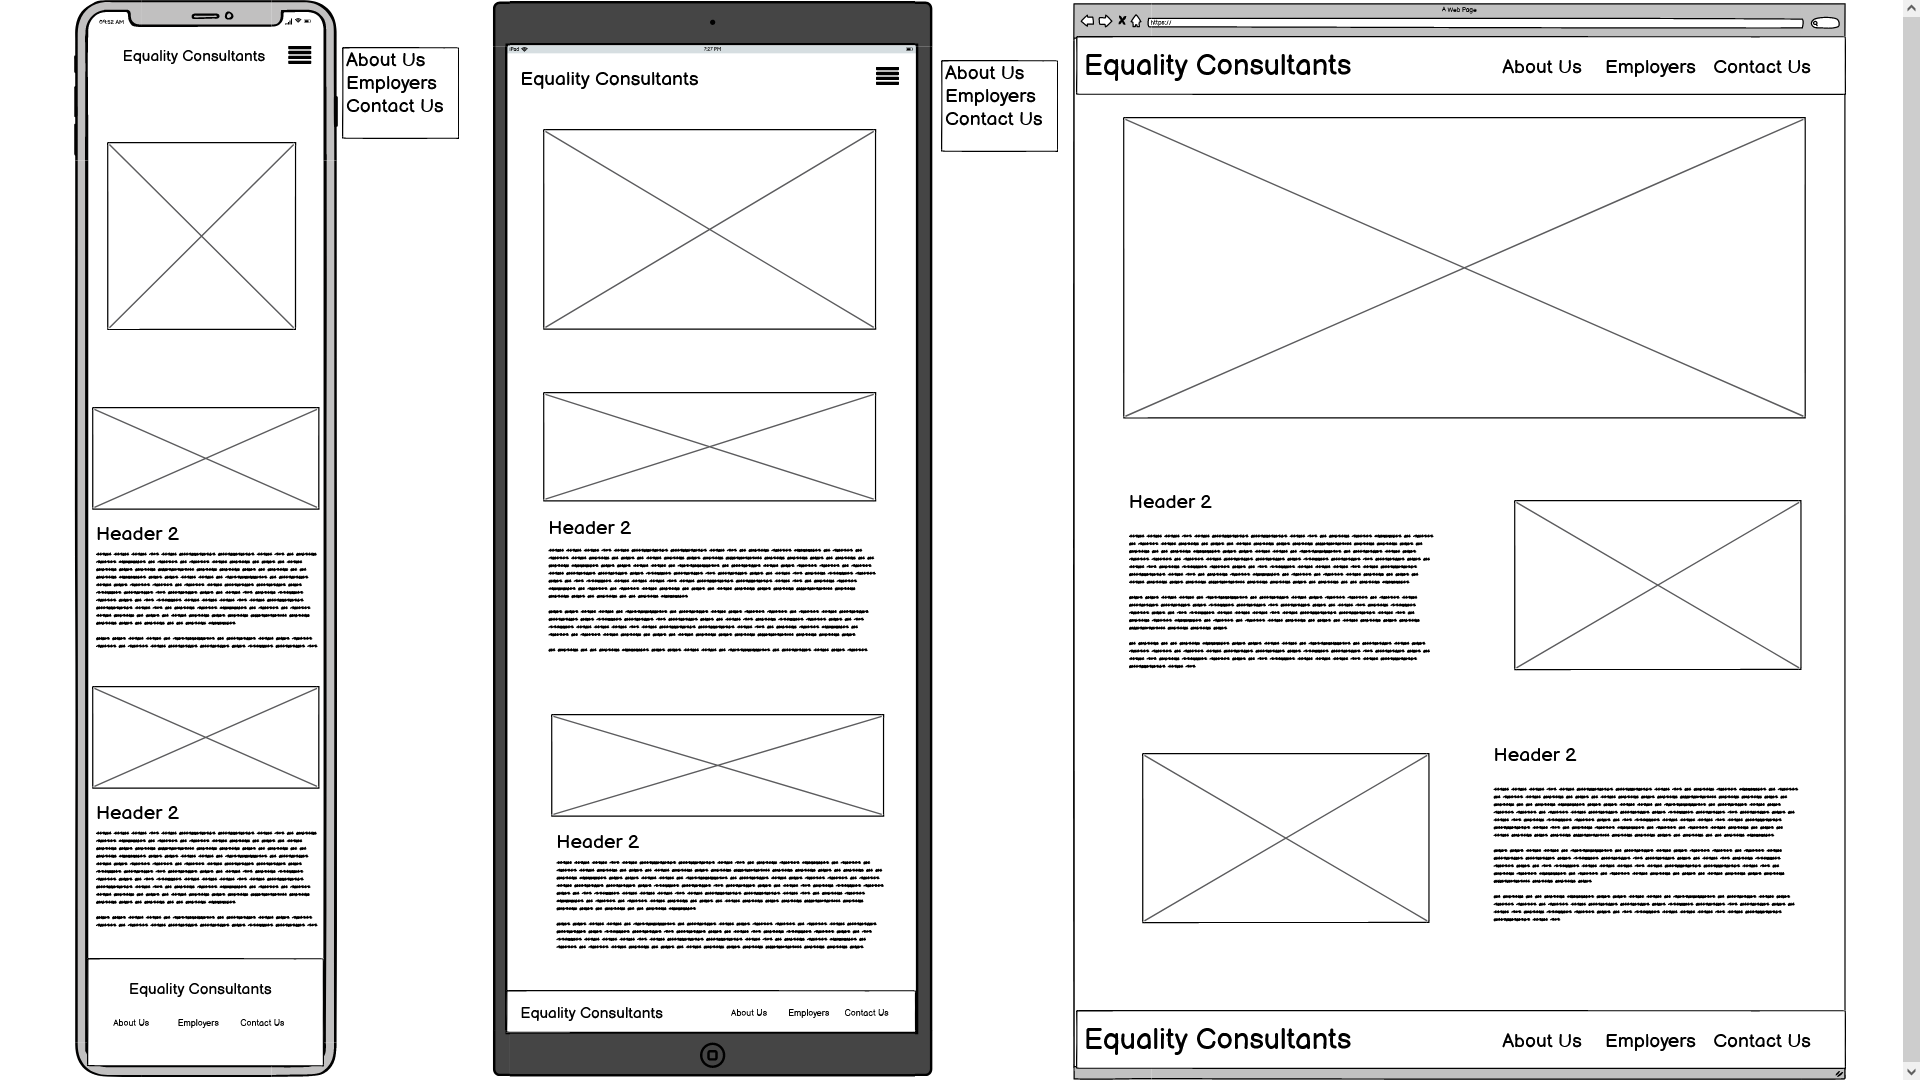 09:52 AM
Equality Consultants
About Us
Employers
Contact Us
Header 2
Header 2
Equality Consultants
About Us Employers Contact Us
iPad
7:27 PM
Equality Consultants
About Us
Employers
Contact Us
Header 2
Header 2
Equality Consultants
About Us Employers Contact Us
A Web Page
https://
Equality Consultants
About Us Employers Contact Us
Header 2
Header 2
Equality Consultants
About Us Employers Contact Us